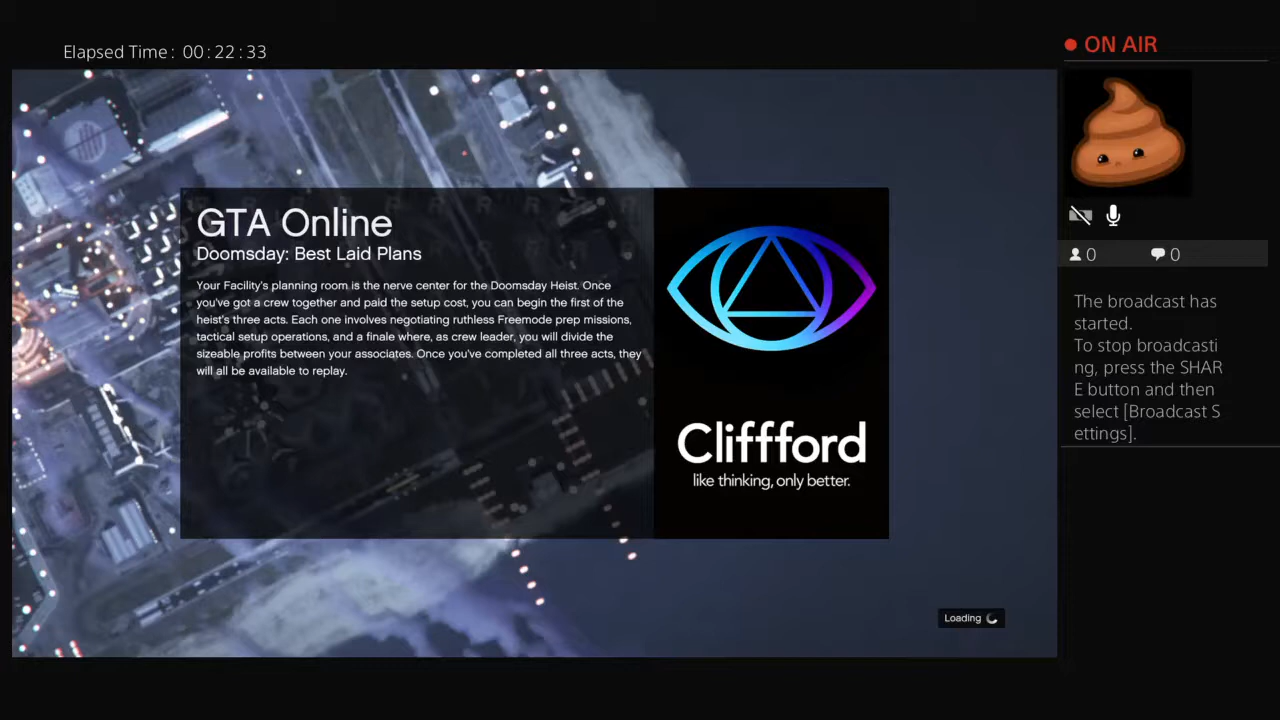 Elapsed Time: 00:22:33
ON AIR
GTA Online
Doomsday: Best Laid Plans
Your Facility's planning room is the nerve center for the Doomsday Heist. Once
you've got a crew together and paid the setup cost, you can begin the first of the
heist's three acts. Each one involves negotiating ruthless Freemode prep missions,
tactical setup operations, and a finale where, as crew leader, you will divide the
sizeable profits between your associates. Once you've completed all three acts, they
will all be available to replay.
Cliffford
like thinking, only better.
Loading
0
0
The broadcast has
started.
To stop broadcasti
ng, press the SHAR
E button and then
select [Broadcast S
ettings].